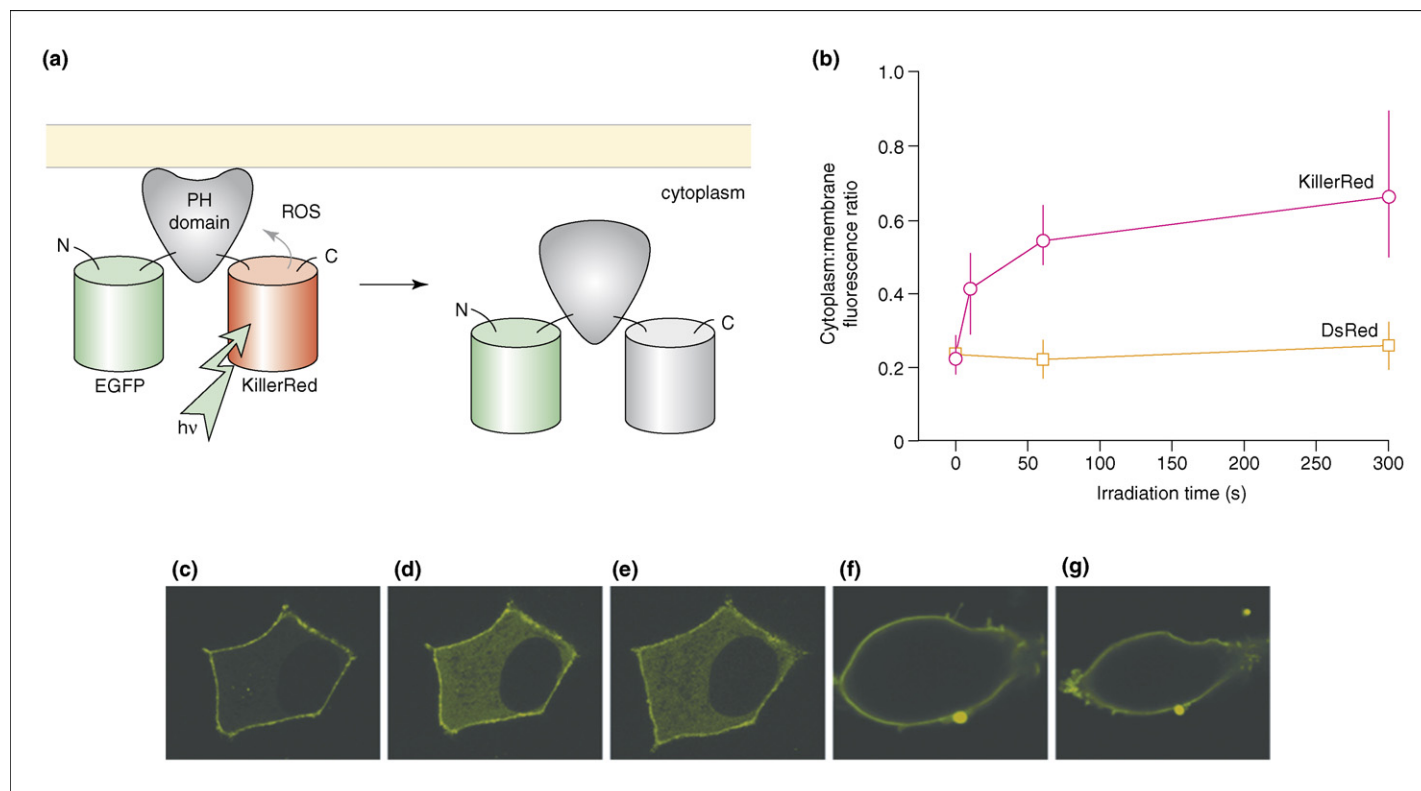 (a)
PH
domain
ROS
cytoplasm
N
C
EGFP
KillerRed
hν
N
C
(b)
1.0
0.8
0.6
0.4
0.2
0
Cytoplasm:membrane
fluorescence ratio
KillerRed
DsRed
0 50 100 150 200 250 300
Irradiation time (s)
(c) (d) (e) (f) (g)